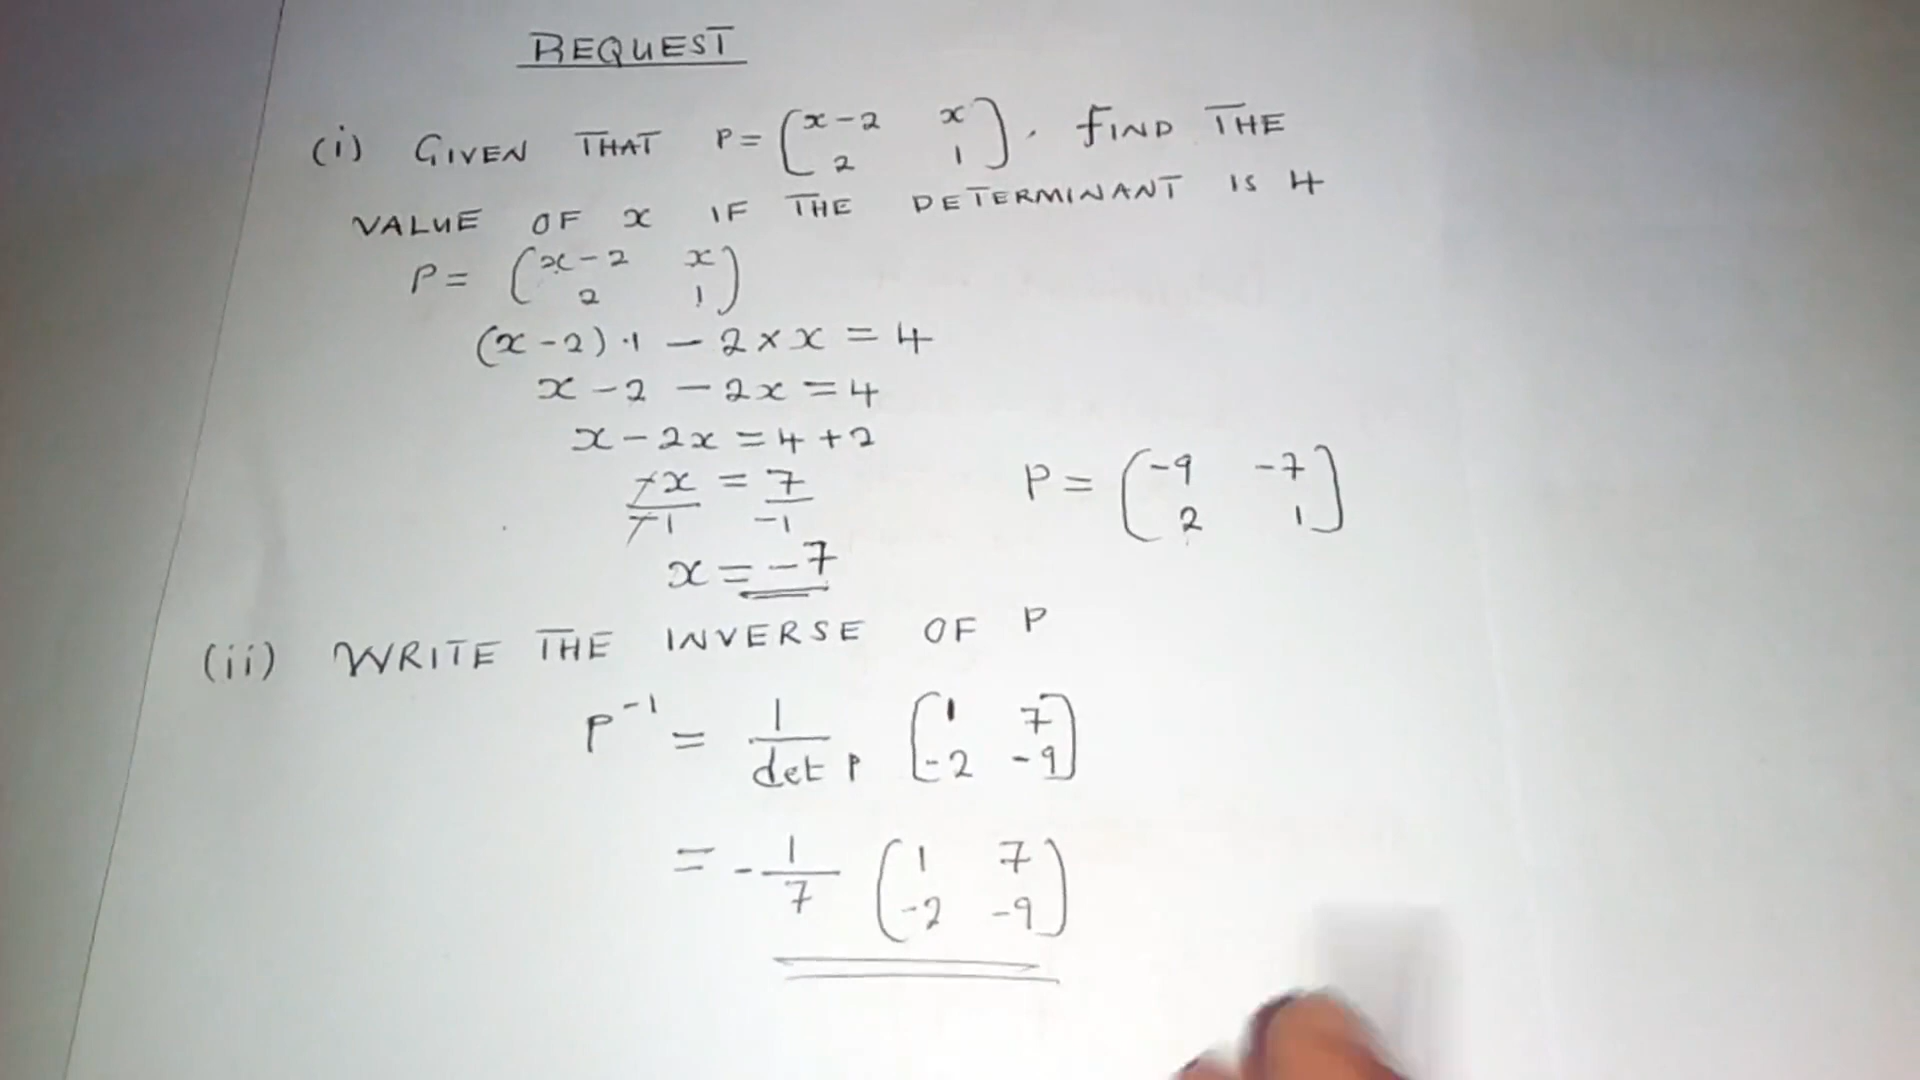 REQUEST
(i) GIVEN THAT P = (x-2 x
2 1). FIND THE
VALUE OF x IF THE DETERMINANT IS 4
P = (x-2 x
2 1)
(x-2)·1 - 2×x = 4
x - 2 - 2x = 4
x - 2x = 4 + 2
-x/-1 = 7/-1
x = -7
P = (-9 -7
2 1)
(ii) WRITE THE INVERSE OF P
P⁻¹ = 1/det P (1 7
-2 -9)
= -1/7 (1 7
-2 -9)